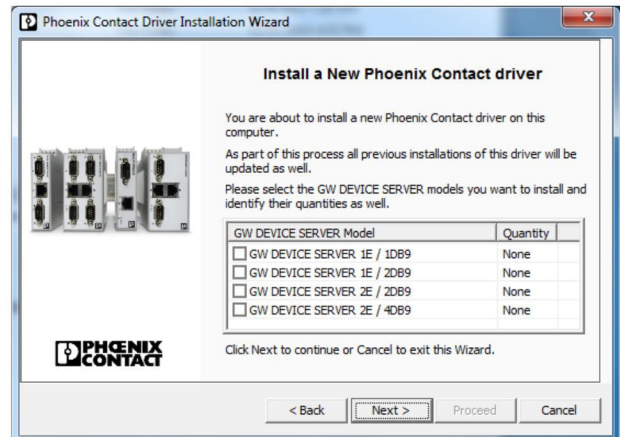 Phoenix Contact Driver Installation Wizard
Install a New Phoenix Contact driver
You are about to install a new Phoenix Contact driver on this
computer.
As part of this process all previous installations of this driver will be
updated as well.
Please select the GW DEVICE SERVER models you want to install and
identify their quantities as well.
GW DEVICE SERVER Model Quantity
GW DEVICE SERVER 1E / 1DB9 None
GW DEVICE SERVER 1E / 2DB9 None
GW DEVICE SERVER 2E / 2DB9 None
GW DEVICE SERVER 2E / 4DB9 None
PHŒNIX
CONTACT
Click Next to continue or Cancel to exit this Wizard.
< Back Next > Proceed Cancel